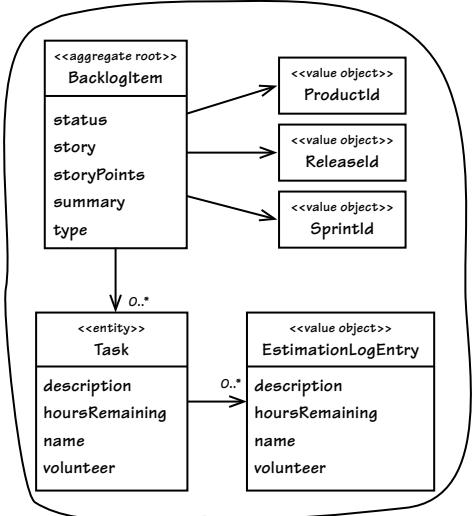 <<aggregate root>>
BacklogItem
status
story
storyPoints
summary
type
<<value object>>
ProductId
<<value object>>
ReleaseId
<<value object>>
SprintId
0..*
<<entity>>
Task
description
hoursRemaining
name
volunteer
0..*
<<value object>>
EstimationLogEntry
description
hoursRemaining
name
volunteer